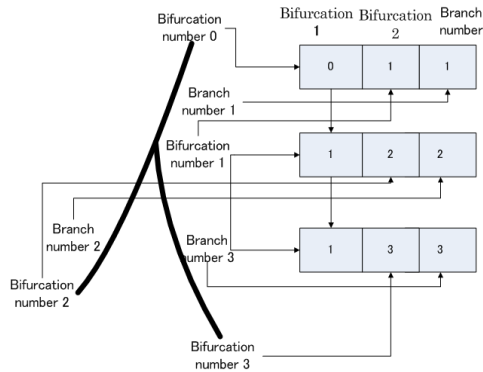 Bifurcation
number 0
Bifurcation
1
Bifurcation
2
Branch
number
0
1
1
Branch
number 1
Bifurcation
number 1
1
2
2
Branch
number 2
Branch
number 3
Bifurcation
number 2
1
3
3
Bifurcation
number 3